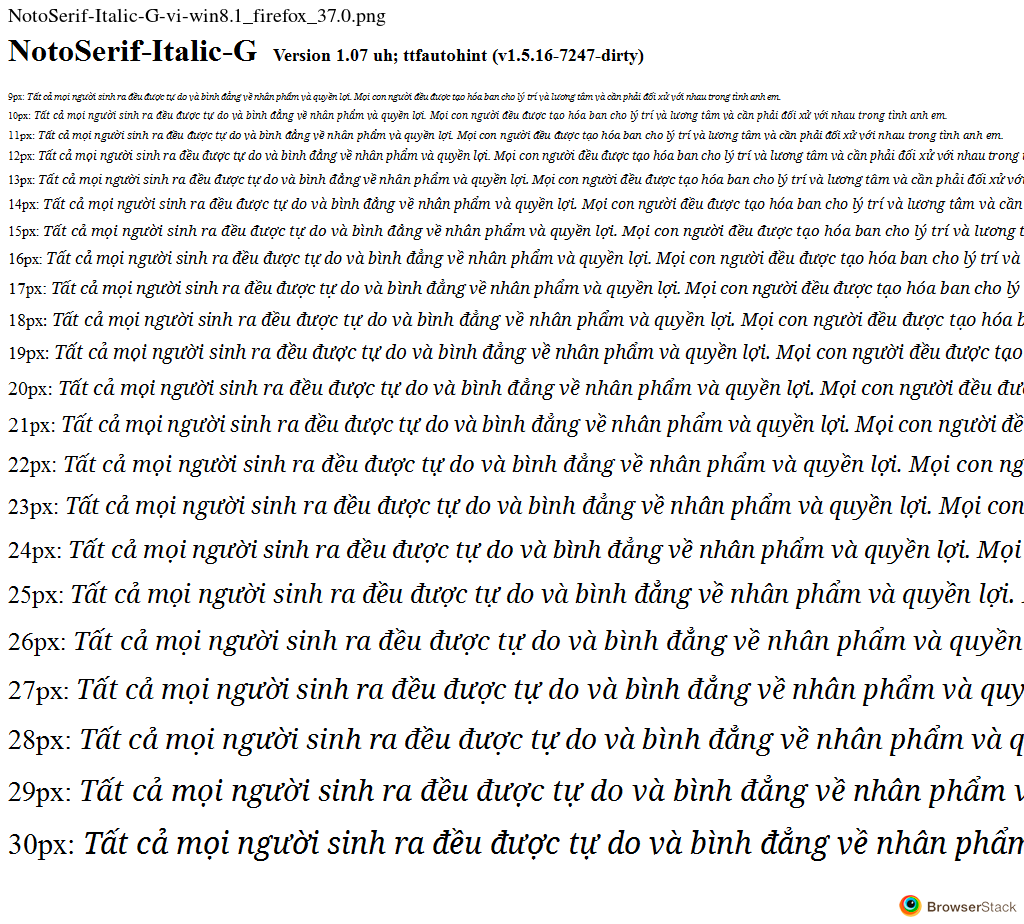 NotoSerif-Italic-G-vi-win8.1_firefox_37.0.png
NotoSerif-Italic-G Version 1.07 uh; ttfautohint (v1.5.16-7247-dirty)
9px: Tất cả mọi người sinh ra đều được tự do và bình đẳng về nhân phẩm và quyền lợi. Mọi con người đều được tạo hóa ban cho lý trí và lương tâm và cần phải đối xử với nhau trong tình anh em.
10px: Tất cả mọi người sinh ra đều được tự do và bình đẳng về nhân phẩm và quyền lợi. Mọi con người đều được tạo hóa ban cho lý trí và lương tâm và cần phải đối xử với nhau trong tình anh em.
11px: Tất cả mọi người sinh ra đều được tự do và bình đẳng về nhân phẩm và quyền lợi. Mọi con người đều được tạo hóa ban cho lý trí và lương tâm và cần phải đối xử với nhau trong tình anh em.
12px: Tất cả mọi người sinh ra đều được tự do và bình đẳng về nhân phẩm và quyền lợi. Mọi con người đều được tạo hóa ban cho lý trí và lương tâm và cần phải đối xử với nhau trong t
13px: Tất cả mọi người sinh ra đều được tự do và bình đẳng về nhân phẩm và quyền lợi. Mọi con người đều được tạo hóa ban cho lý trí và lương tâm và cần phải đối xử với
14px: Tất cả mọi người sinh ra đều được tự do và bình đẳng về nhân phẩm và quyền lợi. Mọi con người đều được tạo hóa ban cho lý trí và lương tâm và cần
15px: Tất cả mọi người sinh ra đều được tự do và bình đẳng về nhân phẩm và quyền lợi. Mọi con người đều được tạo hóa ban cho lý trí và lương t
16px: Tất cả mọi người sinh ra đều được tự do và bình đẳng về nhân phẩm và quyền lợi. Mọi con người đều được tạo hóa ban cho lý trí và
17px: Tất cả mọi người sinh ra đều được tự do và bình đẳng về nhân phẩm và quyền lợi. Mọi con người đều được tạo hóa ban cho lý
18px: Tất cả mọi người sinh ra đều được tự do và bình đẳng về nhân phẩm và quyền lợi. Mọi con người đều được tạo hóa b
19px: Tất cả mọi người sinh ra đều được tự do và bình đẳng về nhân phẩm và quyền lợi. Mọi con người đều được tạo
20px: Tất cả mọi người sinh ra đều được tự do và bình đẳng về nhân phẩm và quyền lợi. Mọi con người đều đư
21px: Tất cả mọi người sinh ra đều được tự do và bình đẳng về nhân phẩm và quyền lợi. Mọi con người đề
22px: Tất cả mọi người sinh ra đều được tự do và bình đẳng về nhân phẩm và quyền lợi. Mọi con ng
23px: Tất cả mọi người sinh ra đều được tự do và bình đẳng về nhân phẩm và quyền lợi. Mọi con
24px: Tất cả mọi người sinh ra đều được tự do và bình đẳng về nhân phẩm và quyền lợi. Mọi
25px: Tất cả mọi người sinh ra đều được tự do và bình đẳng về nhân phẩm và quyền lợi.
26px: Tất cả mọi người sinh ra đều được tự do và bình đẳng về nhân phẩm và quyền
27px: Tất cả mọi người sinh ra đều được tự do và bình đẳng về nhân phẩm và quy
28px: Tất cả mọi người sinh ra đều được tự do và bình đẳng về nhân phẩm và q
29px: Tất cả mọi người sinh ra đều được tự do và bình đẳng về nhân phẩm v
30px: Tất cả mọi người sinh ra đều được tự do và bình đẳng về nhân phẩm
BrowserStack